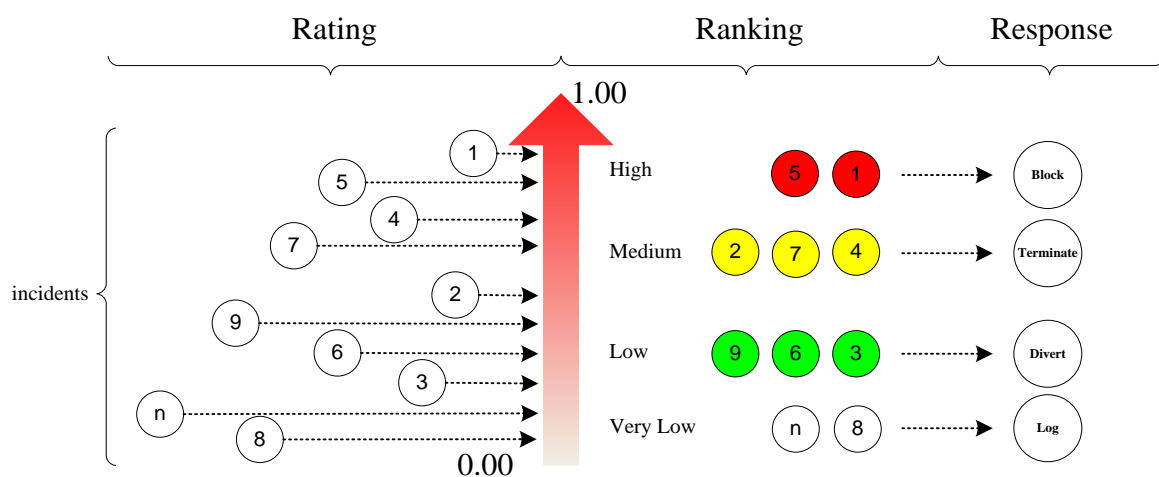 Rating
Ranking
Response
1.00
incidents
1
5
4
7
2
9
6
3
n
8
0.00
High
5 1
Block
Medium
2 7 4
Terminate
Low
9 6 3
Divert
Very Low
n 8
Log